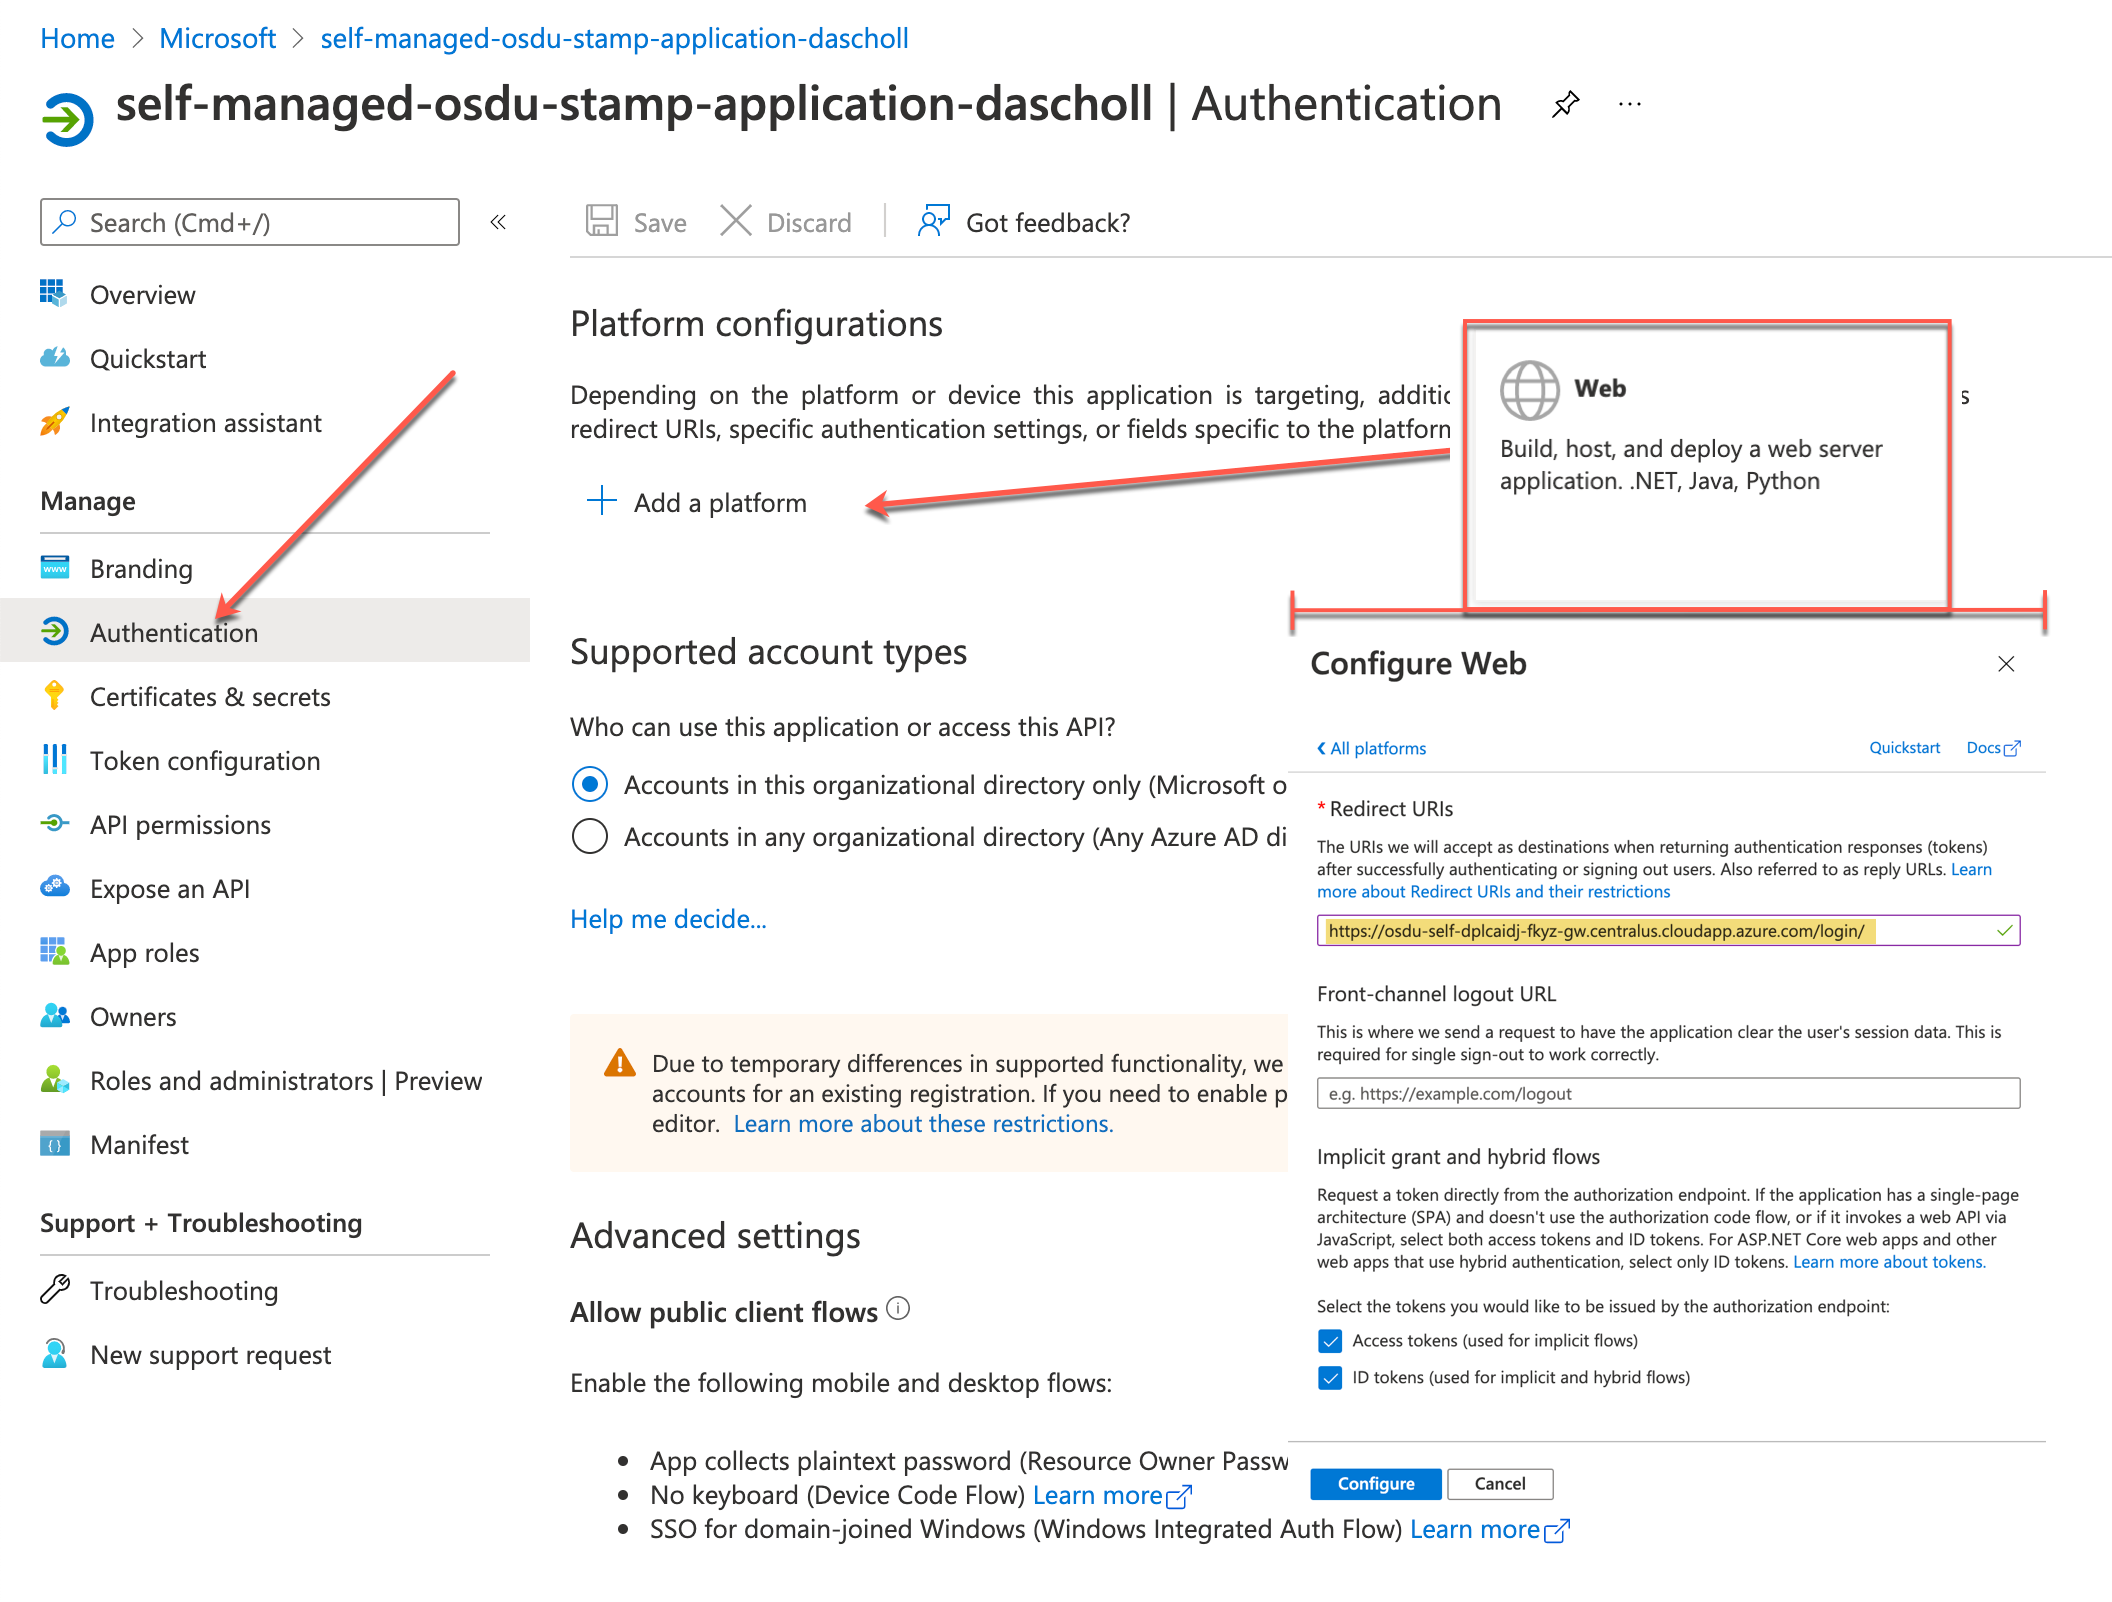 Home > Microsoft > self-managed-osdu-stamp-application-dascholl
self-managed-osdu-stamp-application-dascholl | Authentication
Search (Cmd+/)
Overview
Quickstart
Integration assistant
Manage
www
Branding
Authentication
Certificates & secrets
Token configuration
API permissions
Expose an API
App roles
Owners
Roles and administrators | Preview
Manifest
Support + Troubleshooting
Troubleshooting
New support request
Save
Discard
Got feedback?
Platform configurations
Depending on the platform or device this application is targeting,
redirect URIs, specific authentication settings, or fields specific to the
Add a platform
Supported account types
Who can use this application or access this API?
Accounts in this organizational directory only (Microsoft
Accounts in any organizational directory (Any Azure AD
Help me decide...
Due to temporary differences in supported functionality, we
accounts for an existing registration. If you need to enable
editor. Learn more about these restrictions.
Advanced settings
Allow public client flows
Enable the following mobile and desktop flows:
App collects plaintext password (Resource Owner
No keyboard (Device Code Flow) Learn more
SSO for domain-joined Windows (Windows Integrated Auth Flow) Learn more
Web
Build, host, and deploy a web server
application. .NET, Java, Python
Configure Web
All platforms
Quickstart
Docs
* Redirect URIs
The URIs we will accept as destinations when returning authentication responses (tokens)
after successfully authenticating or signing out users. Also referred to as reply URLs. Learn
more about Redirect URIs and their restrictions
https://osdu-self-dplcaidj-fkyz-gw.centralus.cloudapp.azure.com/login/
Front-channel logout URL
This is where we send a request to have the application clear the user's session data. This is
required for single sign-out to work correctly.
e.g. https://example.com/logout
Implicit grant and hybrid flows
Request a token directly from the authorization endpoint. If the application has a single-page
architecture (SPA) and doesn't use the authorization code flow, or if it invokes a web API via
JavaScript, select both access tokens and ID tokens. For ASP.NET Core web apps and other
web apps that use hybrid authentication, select only ID tokens. Learn more about tokens.
Select the tokens you would like to be issued by the authorization endpoint:
Access tokens (used for implicit flows)
ID tokens (used for implicit and hybrid flows)
Configure
Cancel